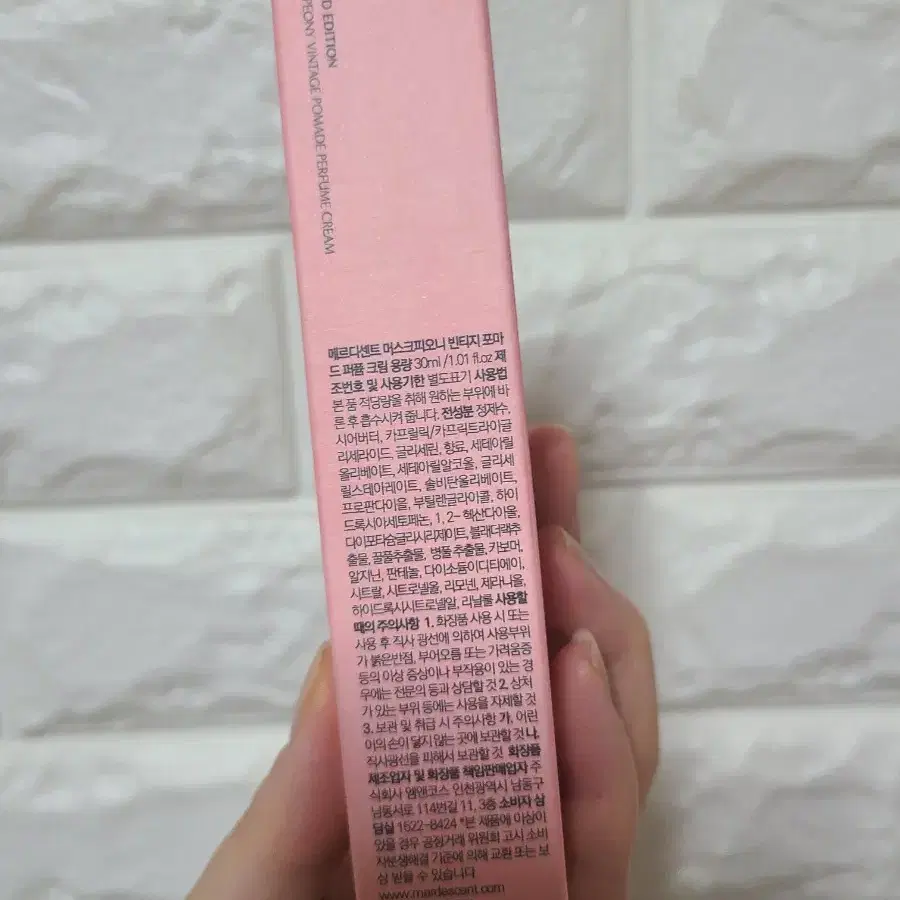 D EDITION
PEONY VINTAGE POMADE PERFUME CREAM
메르디센트 머스크피오니 빈티지 포마
드 퍼퓸 크림 용량 30ml /1.01 fl.oz 제
조번호 및 사용기한 별도표기 사용법
본 품 적당량을 취해 원하는 부위에 바
른 후 흡수시켜 줍니다. 전성분 정제수,
시어버터, 카프릴릭/카프릭트라이글
리세라이드, 글리세린, 향료, 세테아릴
올리베이트, 세테아릴알코올, 글리세
릴스테아레이트, 솔비탄올리베이트,
프로판다이올, 부틸렌글라이콜, 하이
드록시아세토페논, 1, 2- 헥산다이올,
다이포타슘글리시리제이트, 블래더랙추
출물, 꿀풀추출물, 병풀 추출물, 카보머,
알지닌, 판테놀, 다이소듐이디티에이,
시트랄, 시트로넬올, 리모넨, 제라니올,
하이드록시시트로넬알, 리날룰 사용할
때의 주의사항 1. 화장품 사용 시 또는
사용 후 직사 광선에 의하여 사용부위
가 붉은반점, 부어오름 또는 가려움증
등의 이상 증상이나 부작용이 있는 경
우에는 전문의 등과 상담할 것 2. 상처
가 있는 부위 등에는 사용을 자제할 것
3. 보관 및 취급 시 주의사항 가. 어린
이의 손이 닿지 않는 곳에 보관할 것 나.
직사광선을 피해서 보관할 것 화장품
제조업자 및 화장품 책임판매업자 주
식회사 엠앤코스 인천광역시 남동구
남동서로 114번길 11, 3층 소비자 상
담실 1522-8424 *본 제품에 이상이
있을 경우 공정거래 위원회 고시 소비
자분쟁해결 기준에 의해 교환 또는 보
상 받을 수 있습니다
www.mardescent.com